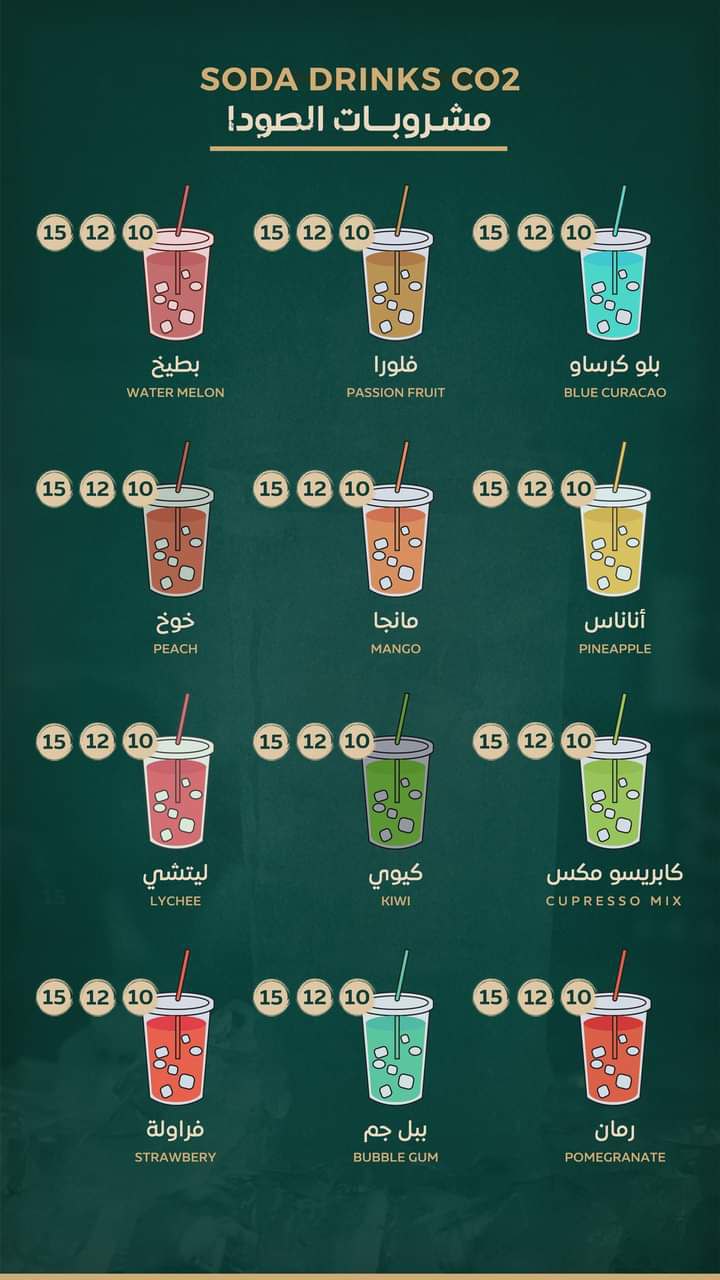 SODA DRINKS CO2
مشروبات الصودا!
15 12 10
15 12 10
15 12 10
بطيخ
فلورا
بلو كرساو
WATER MELON
PASSION FRUIT
BLUE CURACAO
15 12 10
15 12 10
15 12 10
خوخ
مانجا
أناناس
PEACH
MANGO
PINEAPPLE
15 12 10
15 12 10
15 12 10
ليتشي
كيوي
كابريسو مكس
LYCHEE
KIWI
CUPRESSO MIX
15 12 10
15 12 10
15 12 10
فراولة
ببل جم
رمان
STRAWBERY
BUBBLE GUM
POMEGRANATE